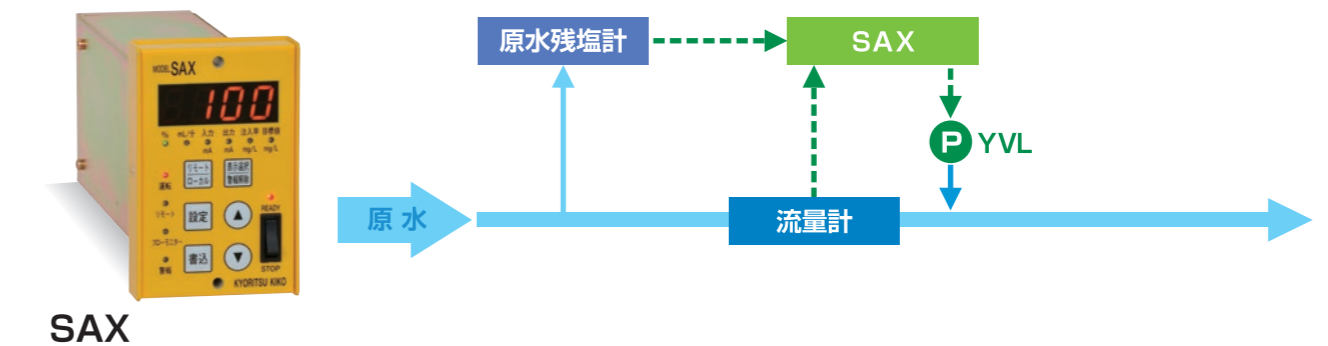 MODEL SAX
100
% mL/分 入力 出力 注入率 目標値
mA mA mg/L mg/L
リモート
ローカル
表示選択
警報解除
運転
リモート
設定
READY
フローモニター
書込
警報
STOP
KYORITSU KIKO
SAX
原水残塩計
SAX
P YVL
原水
流量計